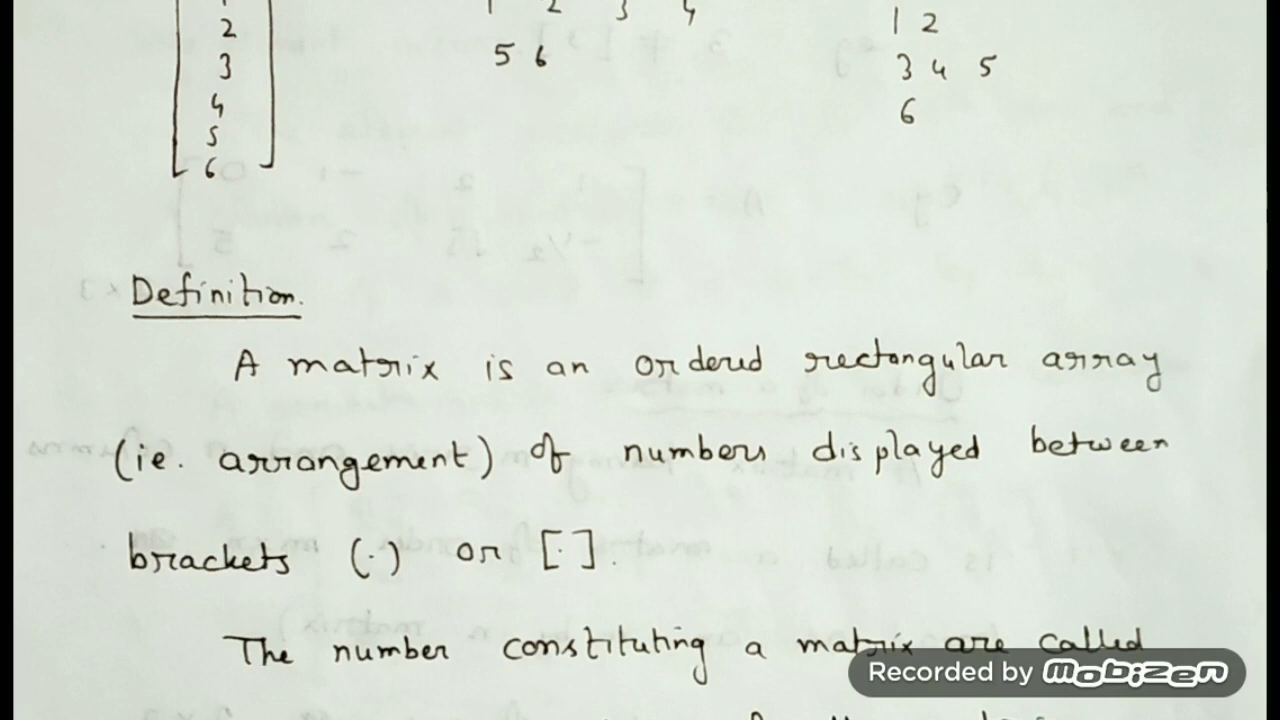 1 2 3 4
1 2
2
5 6
3 4 5
3
6
4
5
6
Definition.
A matrix is an ordered rectangular array
(ie. arrangement) of numbers displayed between
brackets (·) or [·].
The number constituting a matrix are called
Recorded by Mobizen